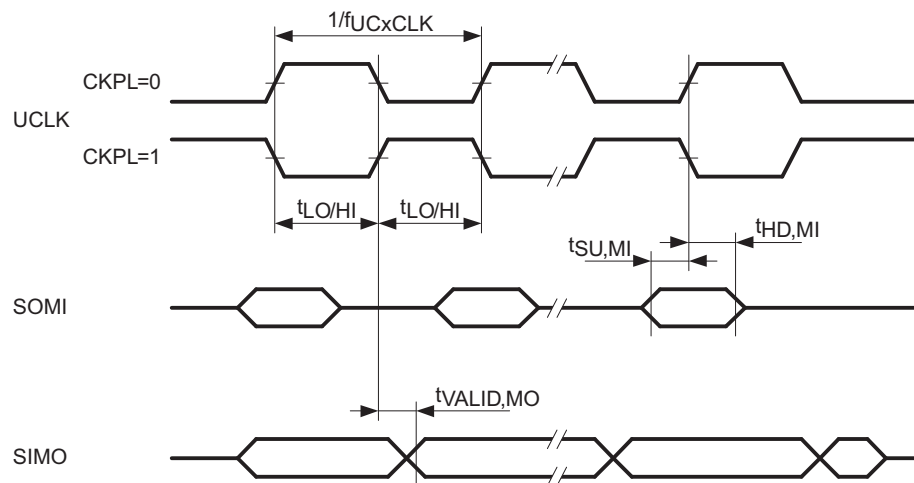 1/fUCxCLK
CKPL=0
UCLK
CKPL=1
tLO/HI tLO/HI
tHD,MI
tSU,MI
SOMI
tVALID,MO
SIMO